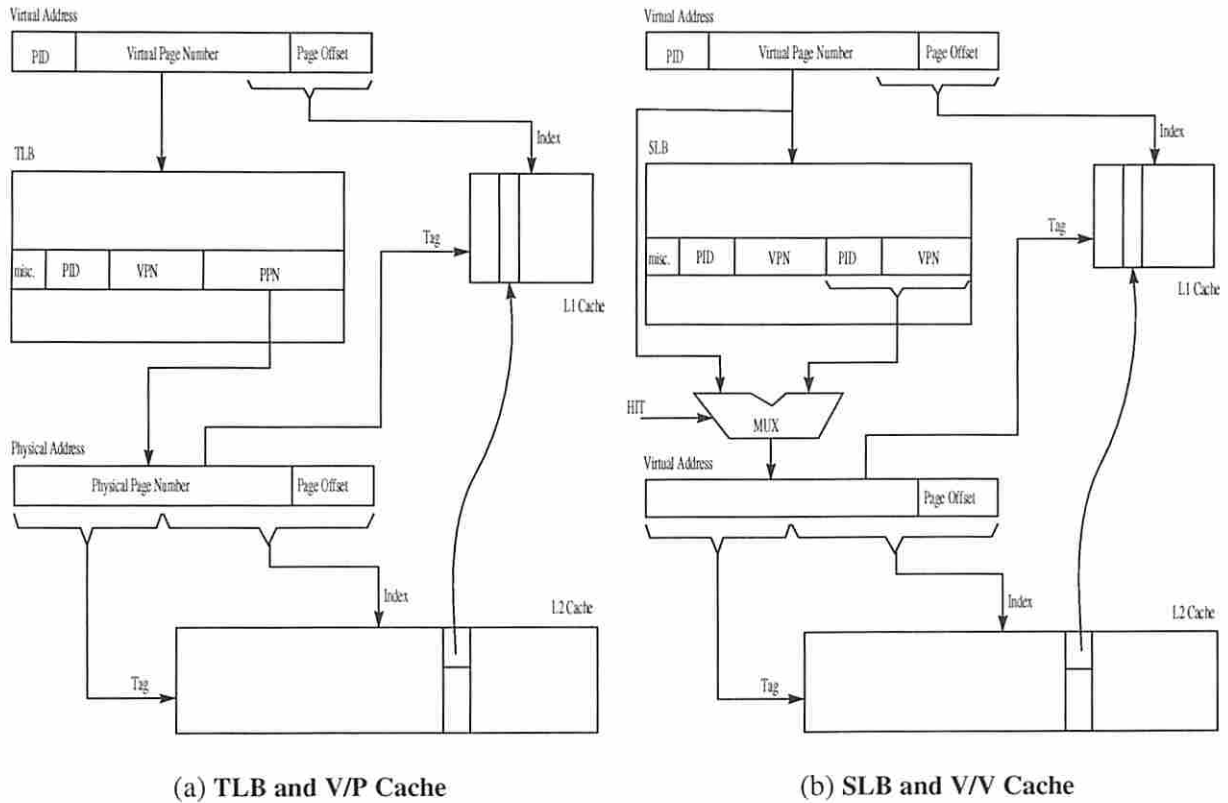 Virtual Address
PID Virtual Page Number Page Offset
Index
TLB
Tag
misc. PID VPN PPN
L1 Cache
Physical Address
Physical Page Number Page Offset
Index
L2 Cache
Tag
(a) TLB and V/P Cache
Virtual Address
PID Virtual Page Number Page Offset
Index
SLB
Tag
misc. PID VPN PID VPN
L1 Cache
HIT
MUX
Virtual Address
Page Offset
Index
L2 Cache
Tag
(b) SLB and V/V Cache